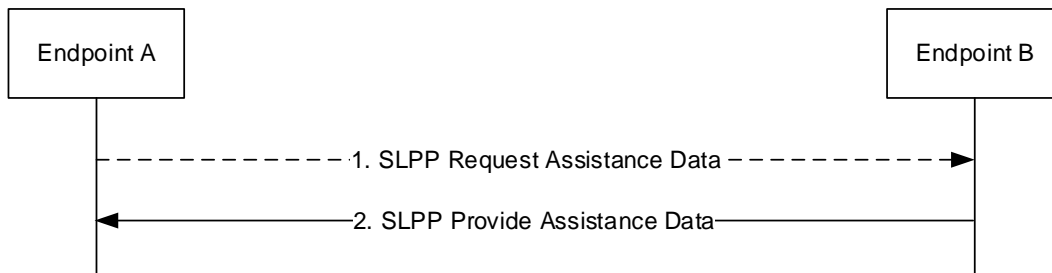 Endpoint A
Endpoint B
1. SLPP Request Assistance Data
2. SLPP Provide Assistance Data